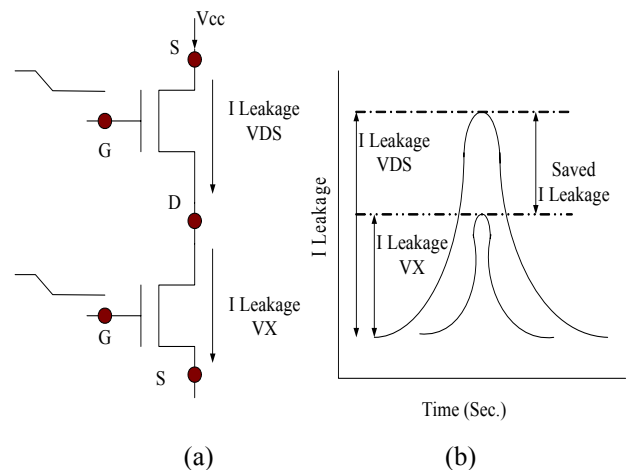 Vcc
S
I Leakage
VDS
G
D
I Leakage
VX
G
S
(a)
I Leakage
I Leakage
VDS
Saved
I Leakage
I Leakage
VX
Time (Sec.)
(b)